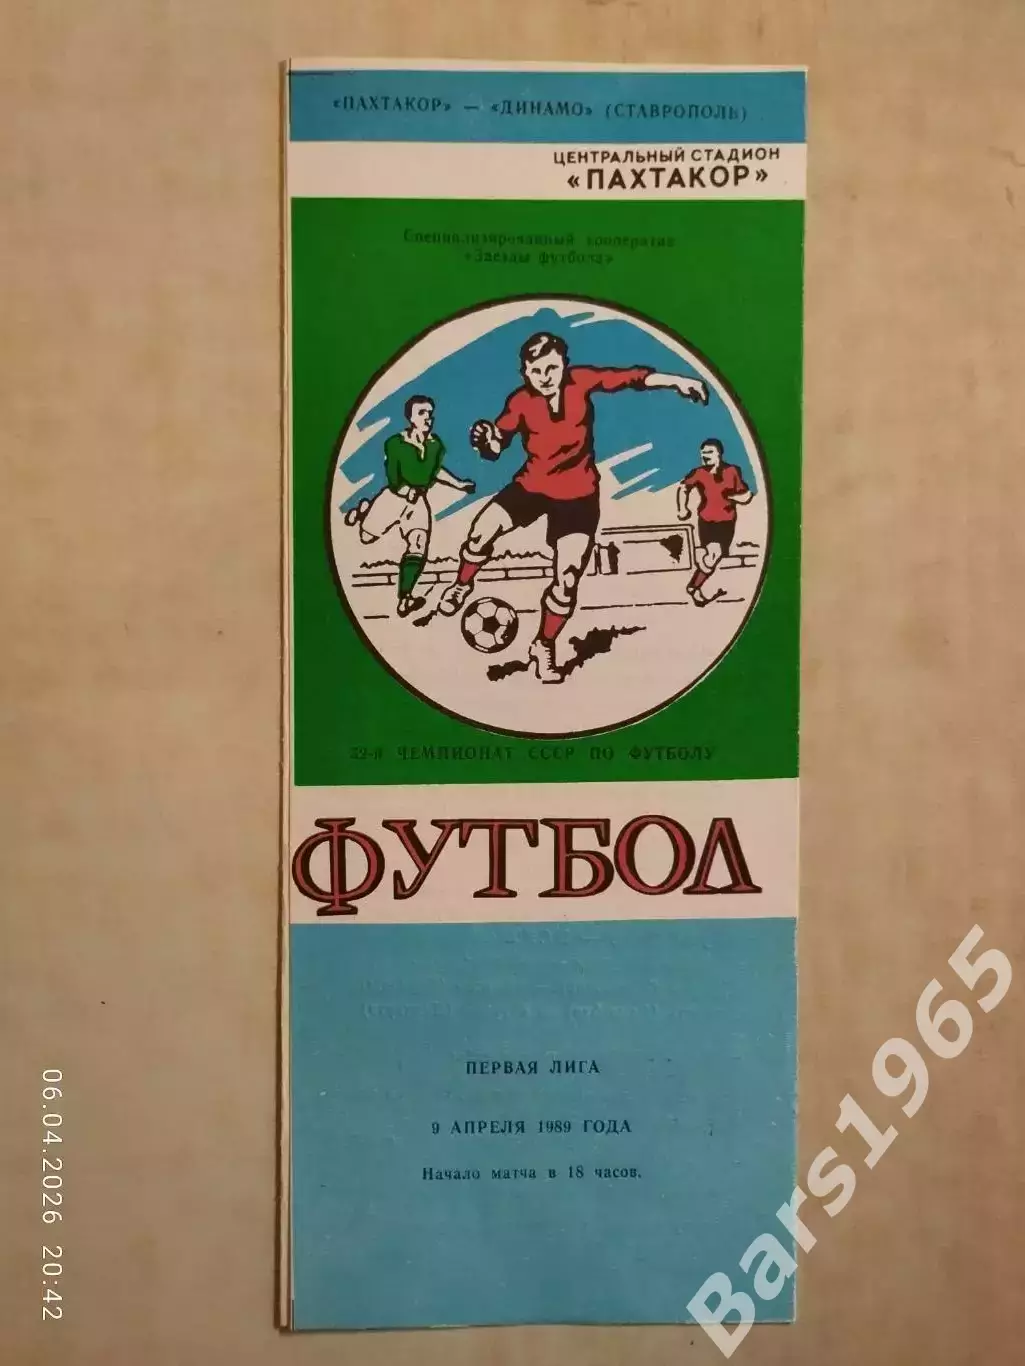 «ПАХТАКОР» — «ДИНАМО» (СТАВРОПОЛЬ)
ЦЕНТРАЛЬНЫЙ СТАДИОН
«ПАХТАКОР»
Специализированный кооператив
«Звезды футбола»
52-й ЧЕМПИОНАТ СССР ПО ФУТБОЛУ
ФУТБОЛ
ПЕРВАЯ ЛИГА
9 АПРЕЛЯ 1989 ГОДА
Начало матча в 18 часов.
06.04.2026 20:42
Bars1965